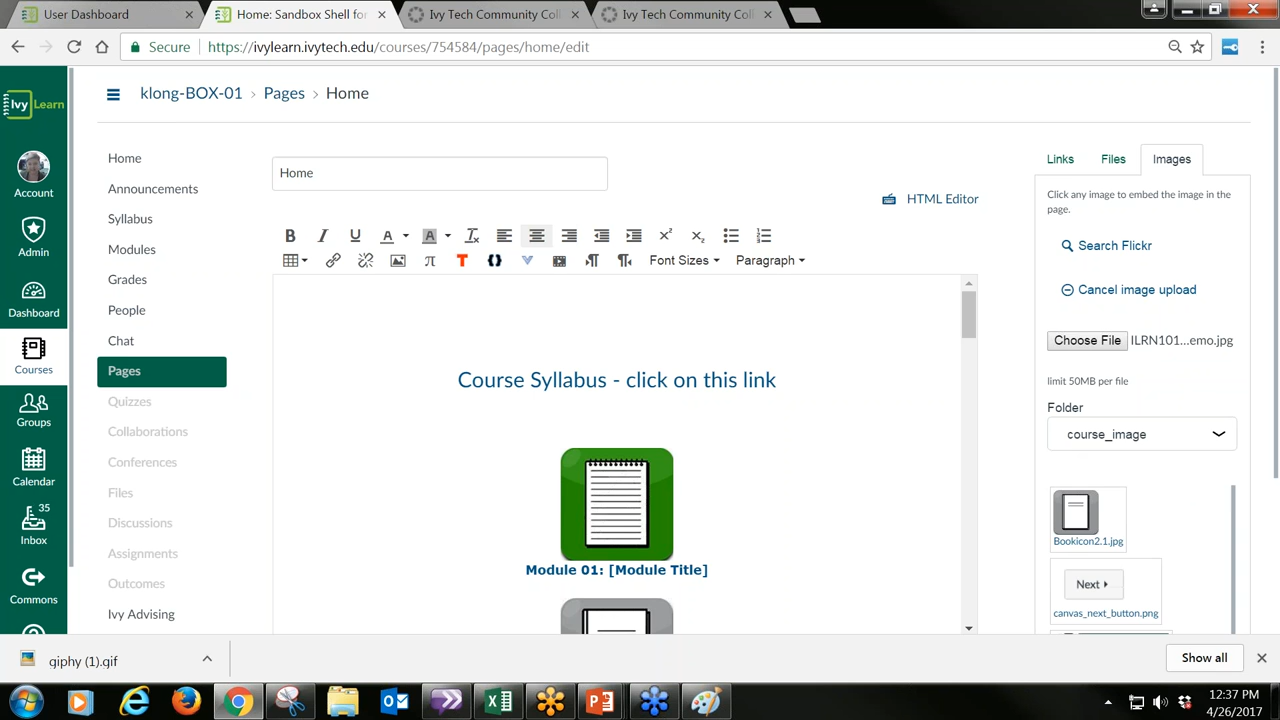 User Dashboard
Home: Sandbox Shell for
Ivy Tech Community Coll
Ivy Tech Community Coll
Secure
https://ivylearn.ivytech.edu/courses/754584/pages/home/edit
Ivy Learn
klong-BOX-01 > Pages > Home
Account
Admin
Dashboard
Courses
Groups
Calendar
35
Inbox
Commons
Home
Announcements
Syllabus
Modules
Grades
People
Chat
Pages
Quizzes
Collaborations
Conferences
Files
Discussions
Assignments
Outcomes
Ivy Advising
Home
HTML Editor
B I U A A
Font Sizes
Paragraph
Course Syllabus - click on this link
Module 01: [Module Title]
Links Files Images
Click any image to embed the image in the
page.
Search Flickr
Cancel image upload
Choose File ILRN101...emo.jpg
limit 50MB per file
Folder
course_image
Bookicon2.1.jpg
Next
canvas_next_button.png
giphy (1).gif
Show all
12:37 PM
4/26/2017